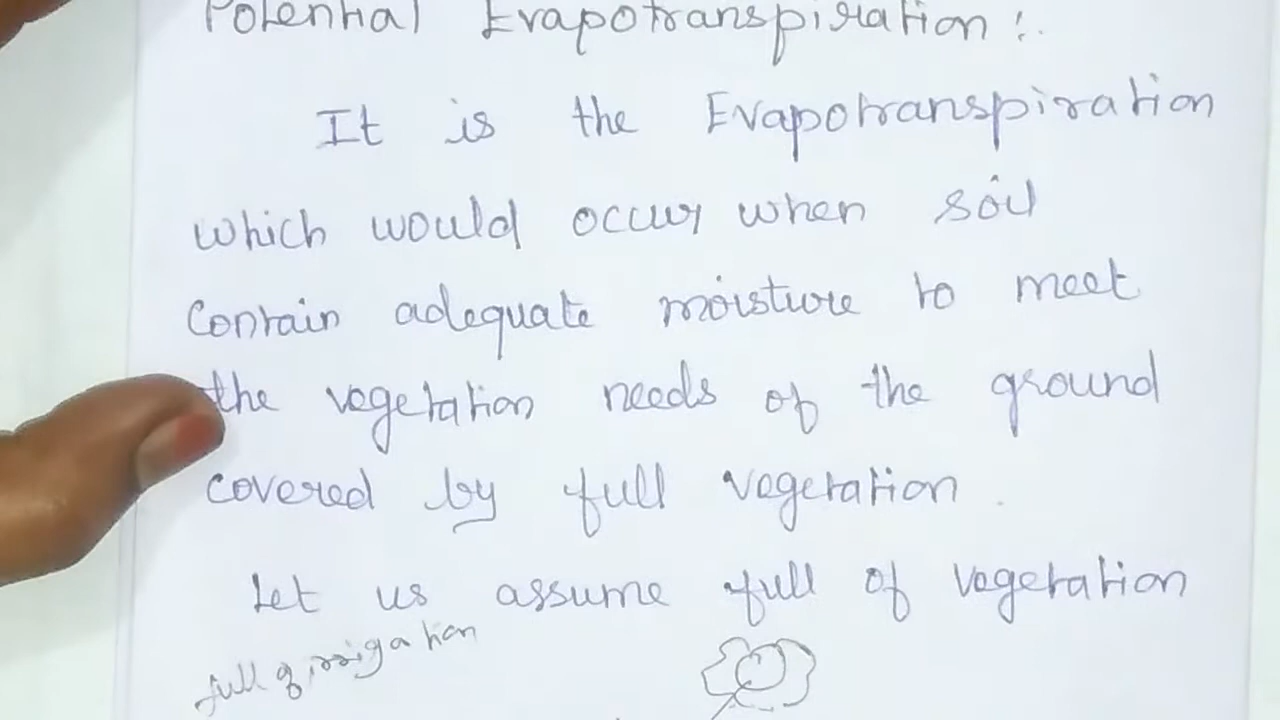 Potential Evapotranspiration :.
It is the Evapotranspiration
which would occur when soil
Contain adequate moisture to meet
the vegetation needs of the ground
covered by full vegetation.
Let us assume full of vegetation
full of irrigation